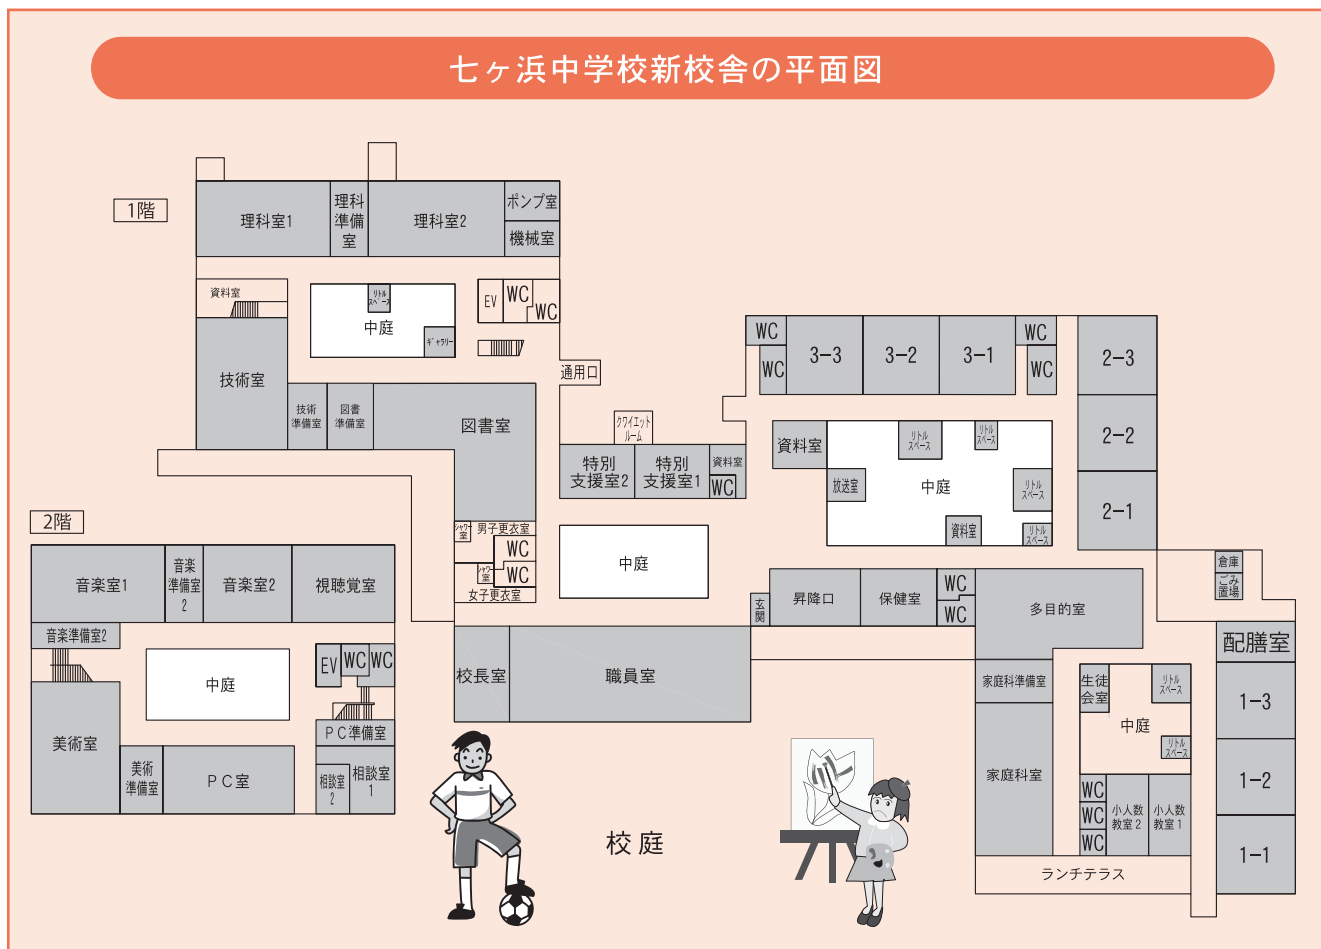 七ヶ浜中学校新校舎の平面図
1階
理科室1
理科
準備
室
理科室2
ポンプ室
機械室
資料室
リトル
スペース
中庭
ギャラリー
EV
WC
WC
通用口
技術室
技術
準備室
図書
準備室
図書室
クワイエット
ルーム
特別
支援室2
特別
支援室1
資料室
WC
シャワー
室
男子更衣室
WC
シャワー
室
WC
女子更衣室
中庭
校長室
職員室
玄関
昇降口
保健室
WC
WC
多目的室
WC
WC
3-3
3-2
3-1
WC
WC
2-3
2-2
2-1
資料室
放送室
リトル
スペース
リトル
スペース
中庭
リトル
スペース
資料室
リトル
スペース
倉庫
ごみ
置場
配膳室
1-3
1-2
1-1
家庭科準備室
家庭科室
生徒
会室
リトル
スペース
中庭
リトル
スペース
WC
WC
WC
小人数
教室2
小人数
教室1
ランチテラス
2階
音楽室1
音楽
準備室
2
音楽室2
視聴覚室
音楽準備室2
中庭
EV
WC
WC
美術室
美術
準備室
PC室
PC準備室
相談室
2
相談室
1
校庭